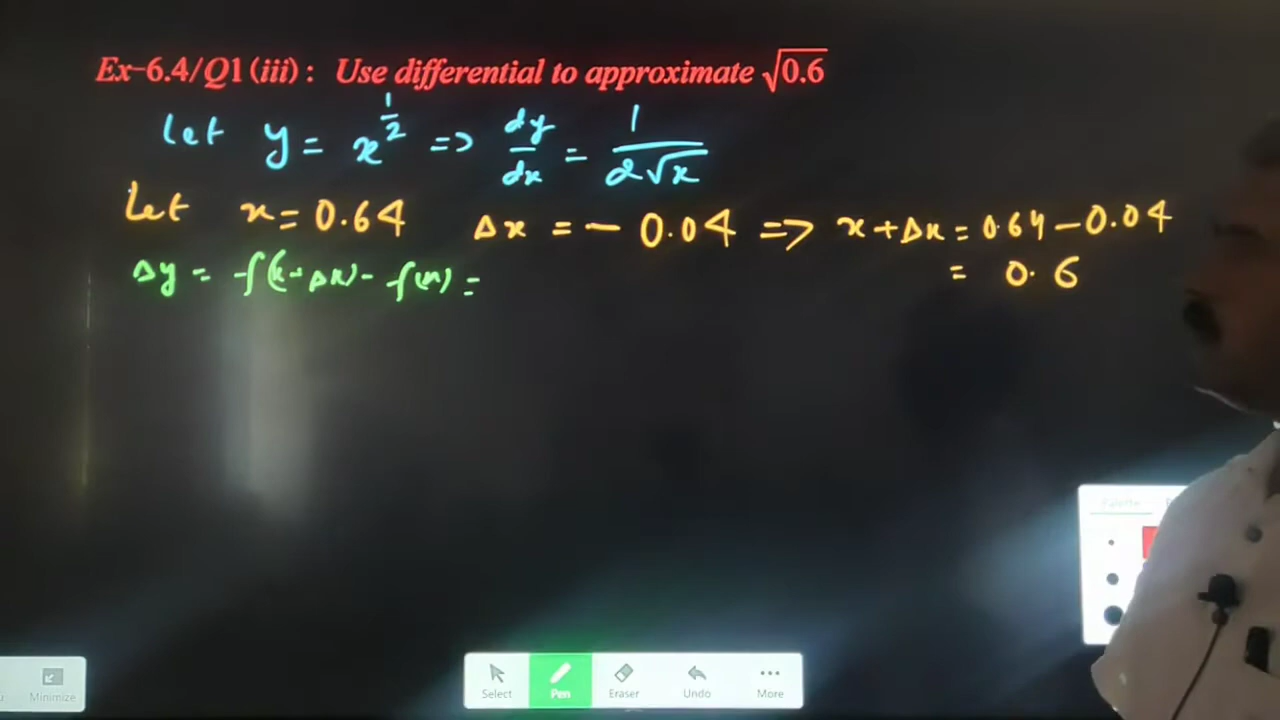 Ex-6.4/Q1(iii) : Use differential to approximate √0.6
Let y = x^(1/2) => dy/dx = 1/(2√x)
Let x = 0.64 Δx = - 0.04 => x + Δx = 0.64 - 0.04
= 0.6
Δy = f(x+Δx) - f(x) =
Palette
Minimize
Select Pen Eraser Undo More